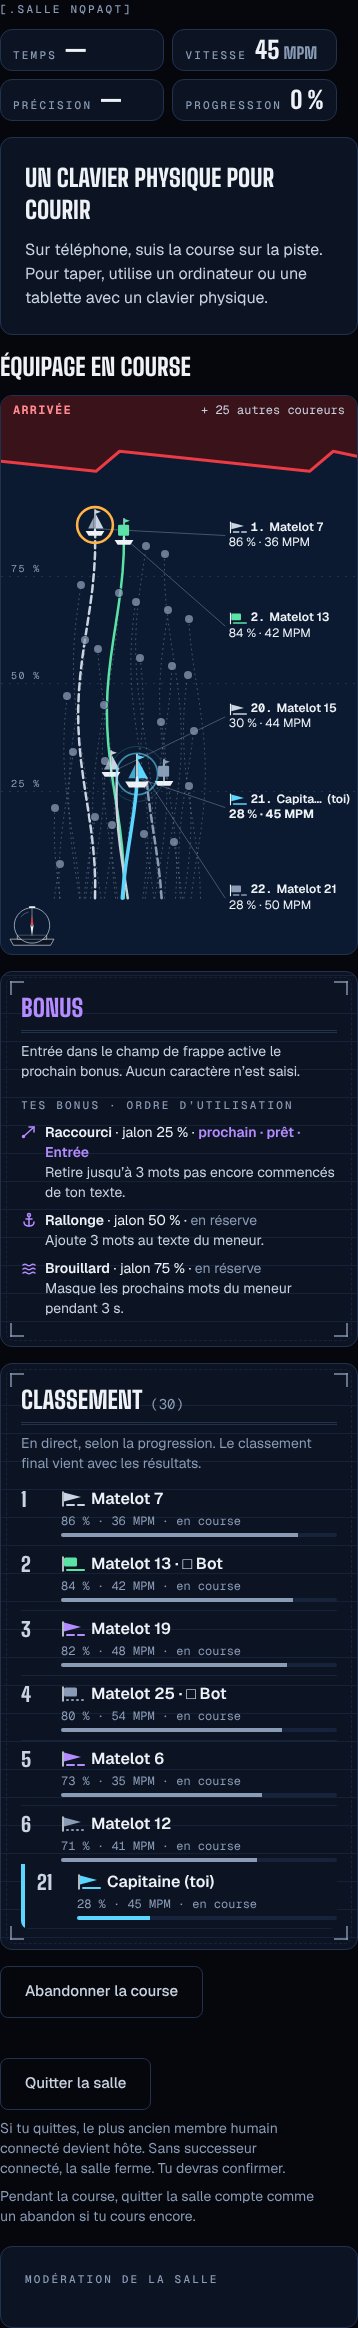 [.SALLE NQPAQT]
TEMPS —
VITESSE 45 MPM
PRÉCISION —
PROGRESSION 0 %
UN CLAVIER PHYSIQUE POUR
COURIR
Sur téléphone, suis la course sur la piste.
Pour taper, utilise un ordinateur ou une
tablette avec un clavier physique.
ÉQUIPAGE EN COURSE
ARRIVÉE
+ 25 autres coureurs
1. Matelot 7
86 % · 36 MPM
75 %
2. Matelot 13
84 % · 42 MPM
50 %
20. Matelot 15
30 % · 44 MPM
25 %
21. Capita… (toi)
28 % · 45 MPM
22. Matelot 21
28 % · 50 MPM
BONUS
Entrée dans le champ de frappe active le
prochain bonus. Aucun caractère n'est saisi.
TES BONUS · ORDRE D'UTILISATION
Raccourci · jalon 25 % · prochain · prêt ·
Entrée
Retire jusqu'à 3 mots pas encore commencés
de ton texte.
Rallonge · jalon 50 % · en réserve
Ajoute 3 mots au texte du meneur.
Brouillard · jalon 75 % · en réserve
Masque les prochains mots du meneur
pendant 3 s.
CLASSEMENT (30)
En direct, selon la progression. Le classement
final vient avec les résultats.
1 Matelot 7
86 % · 36 MPM · en course
2 Matelot 13 · □ Bot
84 % · 42 MPM · en course
3 Matelot 19
82 % · 48 MPM · en course
4 Matelot 25 · □ Bot
80 % · 54 MPM · en course
5 Matelot 6
73 % · 35 MPM · en course
6 Matelot 12
71 % · 41 MPM · en course
21 Capitaine (toi)
28 % · 45 MPM · en course
Abandonner la course
Quitter la salle
Si tu quittes, le plus ancien membre humain
connecté devient hôte. Sans successeur
connecté, la salle ferme. Tu devras confirmer.
Pendant la course, quitter la salle compte comme
un abandon si tu cours encore.
MODÉRATION DE LA SALLE